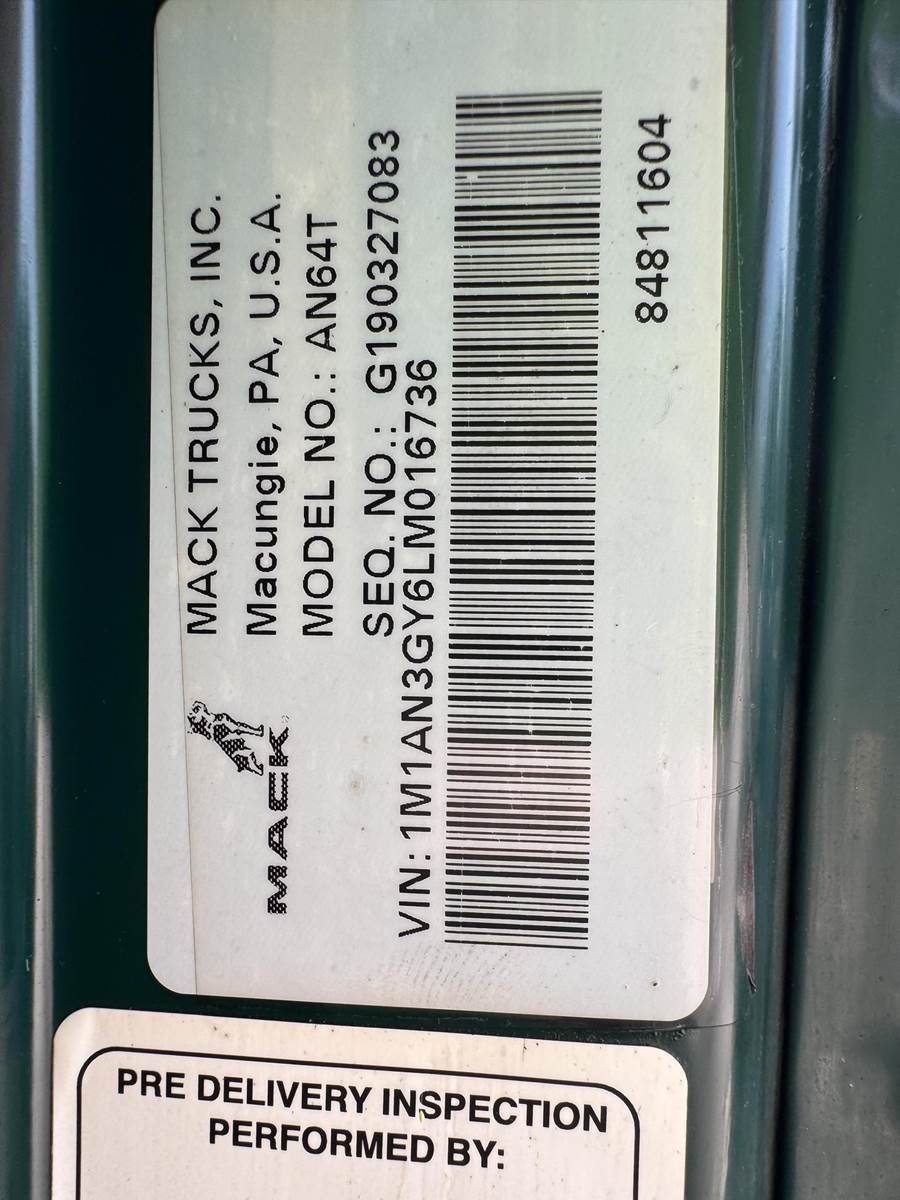 MACK TRUCKS, INC.
Macungie, PA, U.S.A.
MODEL NO.: AN64T
MACK
SEQ. NO.: G190327083
VIN: 1M1AN3GY6LM016736
84811604
PRE DELIVERY INSPECTION
PERFORMED BY: